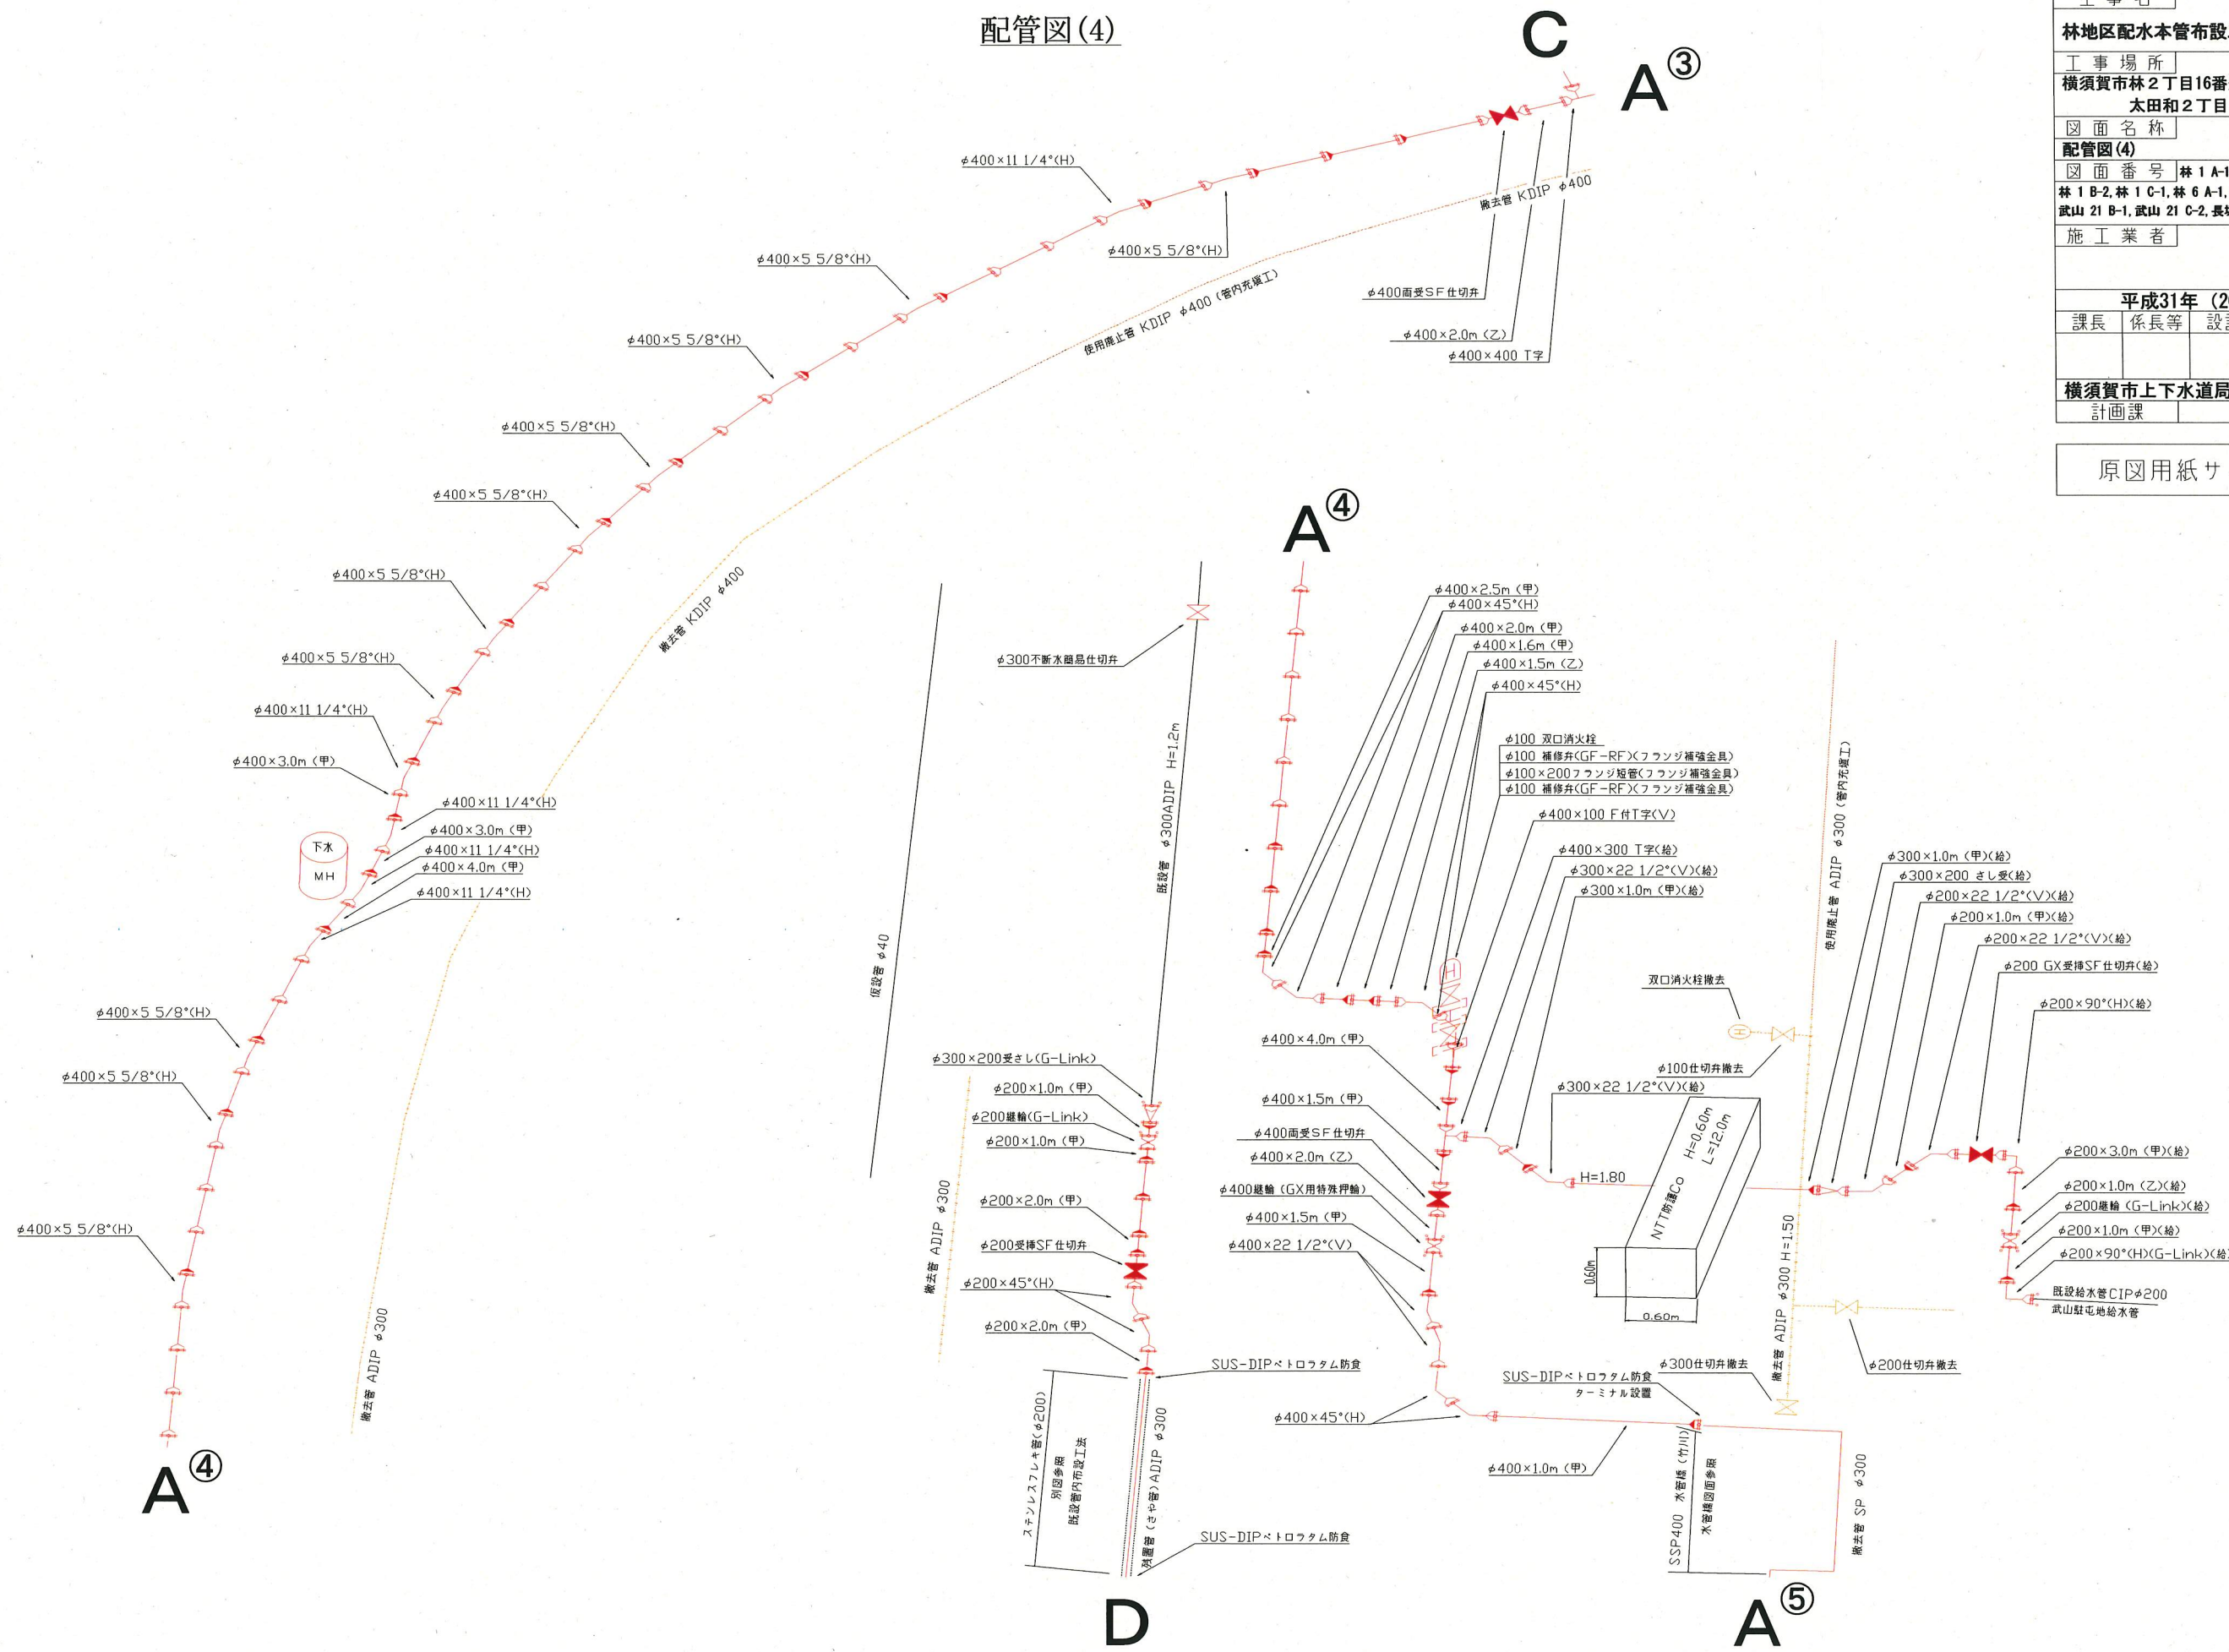 配管図(4)
C
A③
工事名
林地区配水本管布設
工事場所
横須賀市林2丁目16番
太田和2丁目
図面名称
配管図(4)
図面番号
林 1 A-1
林 1 B-2,林 1 C-1,林 6 A-1,
武山 21 B-1,武山 21 C-2,長
施工業者
平成31年
課長
係長等
設
横須賀市上下水道局
計画課
原図用紙サ
φ400×11 1/4°(H)
φ400×5 5/8°(H)
φ400×5 5/8°(H)
φ400×5 5/8°(H)
φ400×5 5/8°(H)
φ400×5 5/8°(H)
φ400×5 5/8°(H)
φ400×5 5/8°(H)
φ400×11 1/4°(H)
φ400×3.0m (甲)
φ400×11 1/4°(H)
φ400×3.0m (甲)
φ400×11 1/4°(H)
φ400×4.0m (甲)
φ400×11 1/4°(H)
下水
MH
φ400×5 5/8°(H)
φ400×5 5/8°(H)
φ400×5 5/8°(H)
A④
撤去管 KDIP φ400
使用廃止管 KDIP φ400 (管内充塡工)
撤去管 KDIP φ400
撤去管 ADIP φ300
φ400両受SF仕切弁
φ400×2.0m (乙)
φ400×400 T字
仮設管 φ40
φ300不断水簡易仕切弁
既設管 φ300ADIP H=1.2m
φ300×200受さし(G-Link)
φ200×1.0m (甲)
φ200継輪(G-Link)
φ200×1.0m (甲)
φ200×2.0m (甲)
φ200受挿SF仕切弁
φ200×45°(H)
φ200×2.0m (甲)
撤去管 ADIP φ300
SUS-DIPペトロラタム防食
ステンレスフレキ管(φ200)
別図参照
既設管内布設工法
残置管 (さや管) ADIP φ300
SUS-DIPペトロラタム防食
D
A④
φ400×2.5m (甲)
φ400×45°(H)
φ400×2.0m (甲)
φ400×1.6m (甲)
φ400×1.5m (乙)
φ400×45°(H)
φ100 双口消火栓
φ100 補修弁(GF-RF)(フランジ補強金具)
φ100×200フランジ短管(フランジ補強金具)
φ100 補修弁(GF-RF)(フランジ補強金具)
φ400×100 F付T字(V)
φ400×300 T字(給)
φ300×22 1/2°(V)(給)
φ300×1.0m (甲)(給)
φ400×4.0m (甲)
φ400×1.5m (甲)
φ400両受SF仕切弁
φ400×2.0m (乙)
φ400継輪 (GX用特殊押輪)
φ400×1.5m (甲)
φ400×22 1/2°(V)
φ400×45°(H)
φ300×22 1/2°(V)(給)
H=1.80
H
NTT防護Co
H=0.60m
L=12.0m
0.60m
0.60m
双口消火栓撤去
H
φ100仕切弁撤去
使用廃止管 ADIP φ300 (管内充塡工)
撤去管 ADIP φ300 H=1.50
φ300×1.0m (甲)(給)
φ300×200 さし受(給)
φ200×22 1/2°(V)(給)
φ200×1.0m (甲)(給)
φ200×22 1/2°(V)(給)
φ200 GX受挿SF仕切弁(給)
φ200×90°(H)(給)
φ200×3.0m (甲)(給)
φ200×1.0m (乙)(給)
φ200継輪 (G-Link)(給)
φ200×1.0m (甲)(給)
φ200×90°(H)(G-Link)(給
既設給水管CIPφ200
武山駐屯地給水管
φ200仕切弁撤去
φ300仕切弁撤去
SUS-DIPペトロラタム防食
ターミナル設置
φ400×1.0m (甲)
SSP400 水管橋 (竹川)
水管橋図面参照
撤去管 SP φ300
A⑤